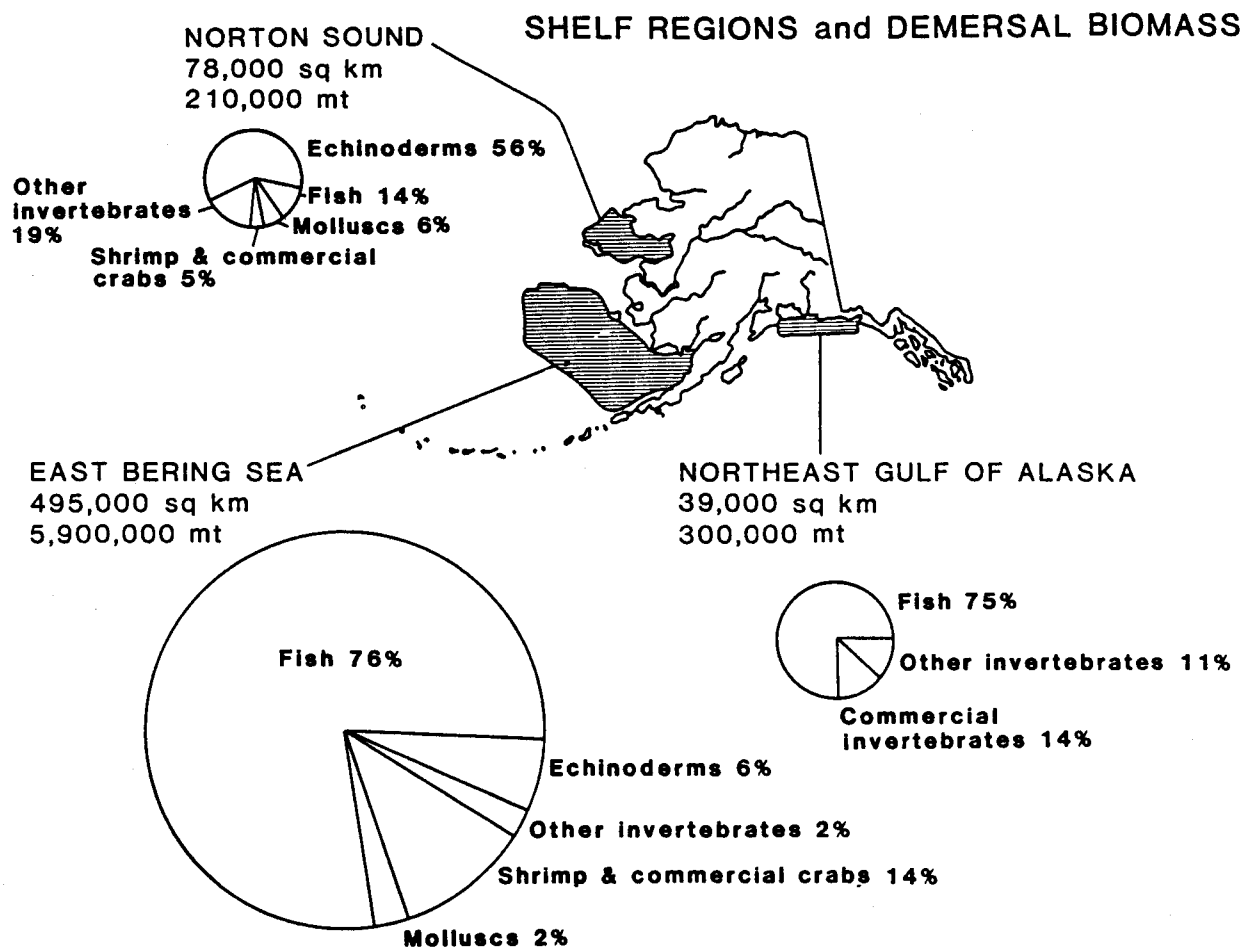 SHELF REGIONS and DEMERSAL BIOMASS
NORTON SOUND
78,000 sq km
210,000 mt
Echinoderms 56%
Fish 14%
Molluscs 6%
Other
invertebrates
19%
Shrimp & commercial
crabs 5%
EAST BERING SEA
495,000 sq km
5,900,000 mt
NORTHEAST GULF OF ALASKA
39,000 sq km
300,000 mt
Fish 75%
Other invertebrates 11%
Commercial
invertebrates 14%
Fish 76%
Echinoderms 6%
Other invertebrates 2%
Shrimp & commercial crabs 14%
Molluscs 2%